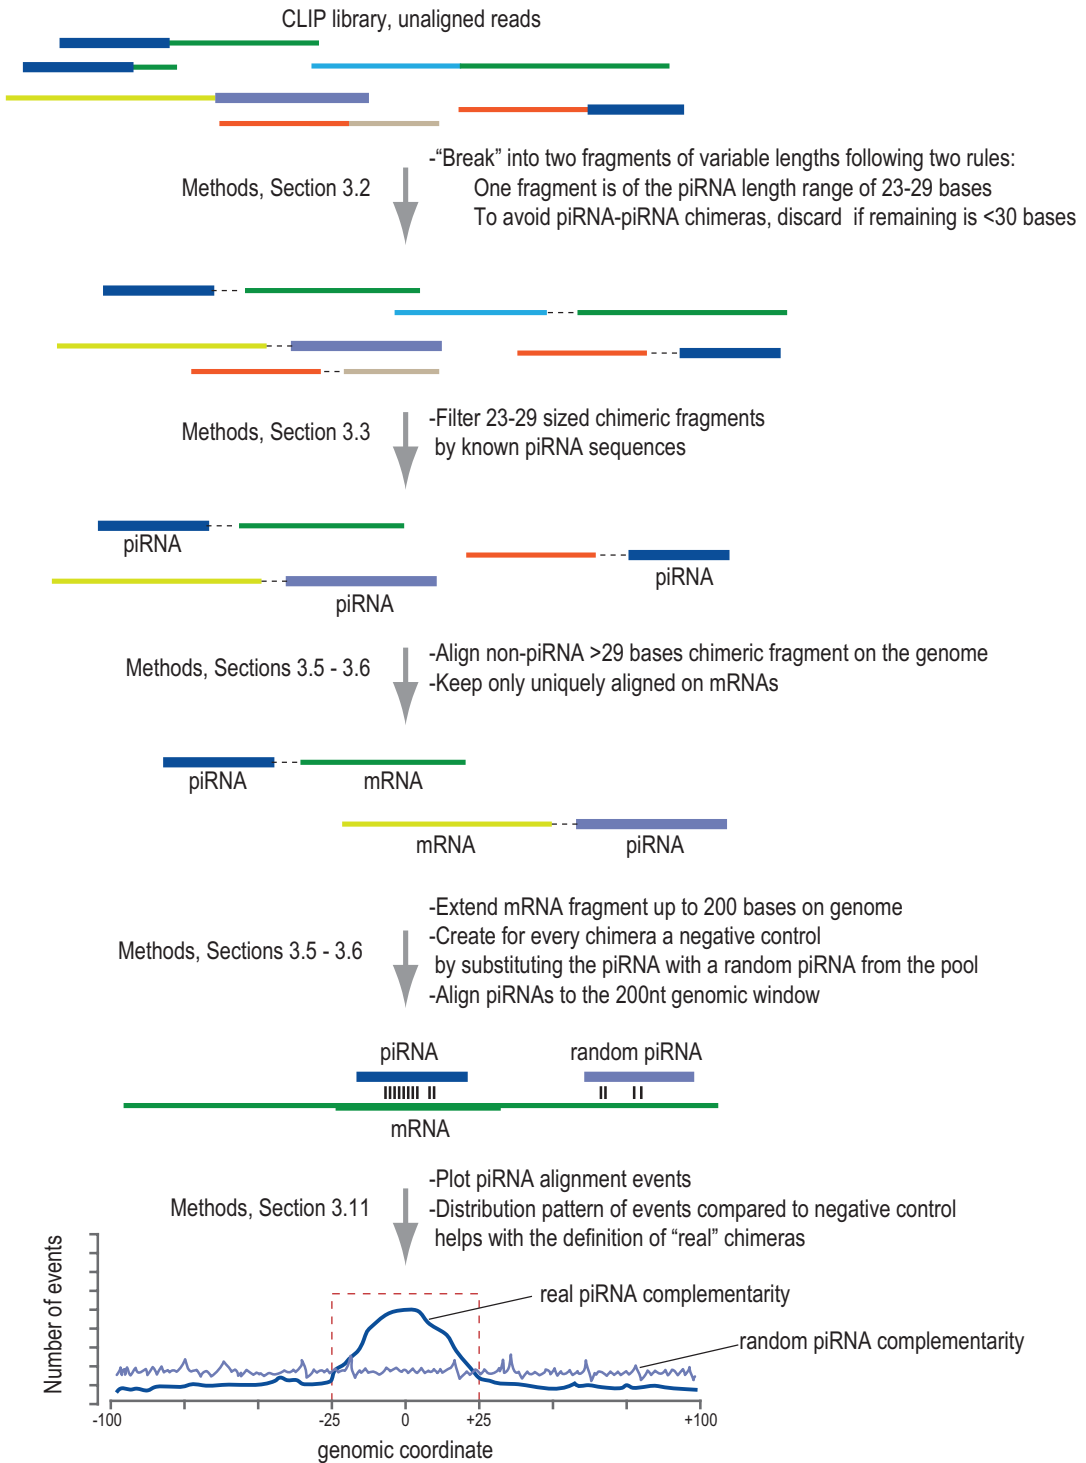 CLIP library, unaligned reads
Methods, Section 3.2
-“Break” into two fragments of variable lengths following two rules:
One fragment is of the piRNA length range of 23-29 bases
To avoid piRNA-piRNA chimeras, discard if remaining is <30 bases
Methods, Section 3.3
-Filter 23-29 sized chimeric fragments
by known piRNA sequences
piRNA
piRNA
piRNA
Methods, Sections 3.5 - 3.6
-Align non-piRNA >29 bases chimeric fragment on the genome
-Keep only uniquely aligned on mRNAs
piRNA mRNA
mRNA piRNA
Methods, Sections 3.5 - 3.6
-Extend mRNA fragment up to 200 bases on genome
-Create for every chimera a negative control
by substituting the piRNA with a random piRNA from the pool
-Align piRNAs to the 200nt genomic window
piRNA random piRNA
mRNA
Methods, Section 3.11
-Plot piRNA alignment events
-Distribution pattern of events compared to negative control
helps with the definition of “real” chimeras
Number of events
real piRNA complementarity
random piRNA complementarity
-100 -25 0 +25 +100
genomic coordinate